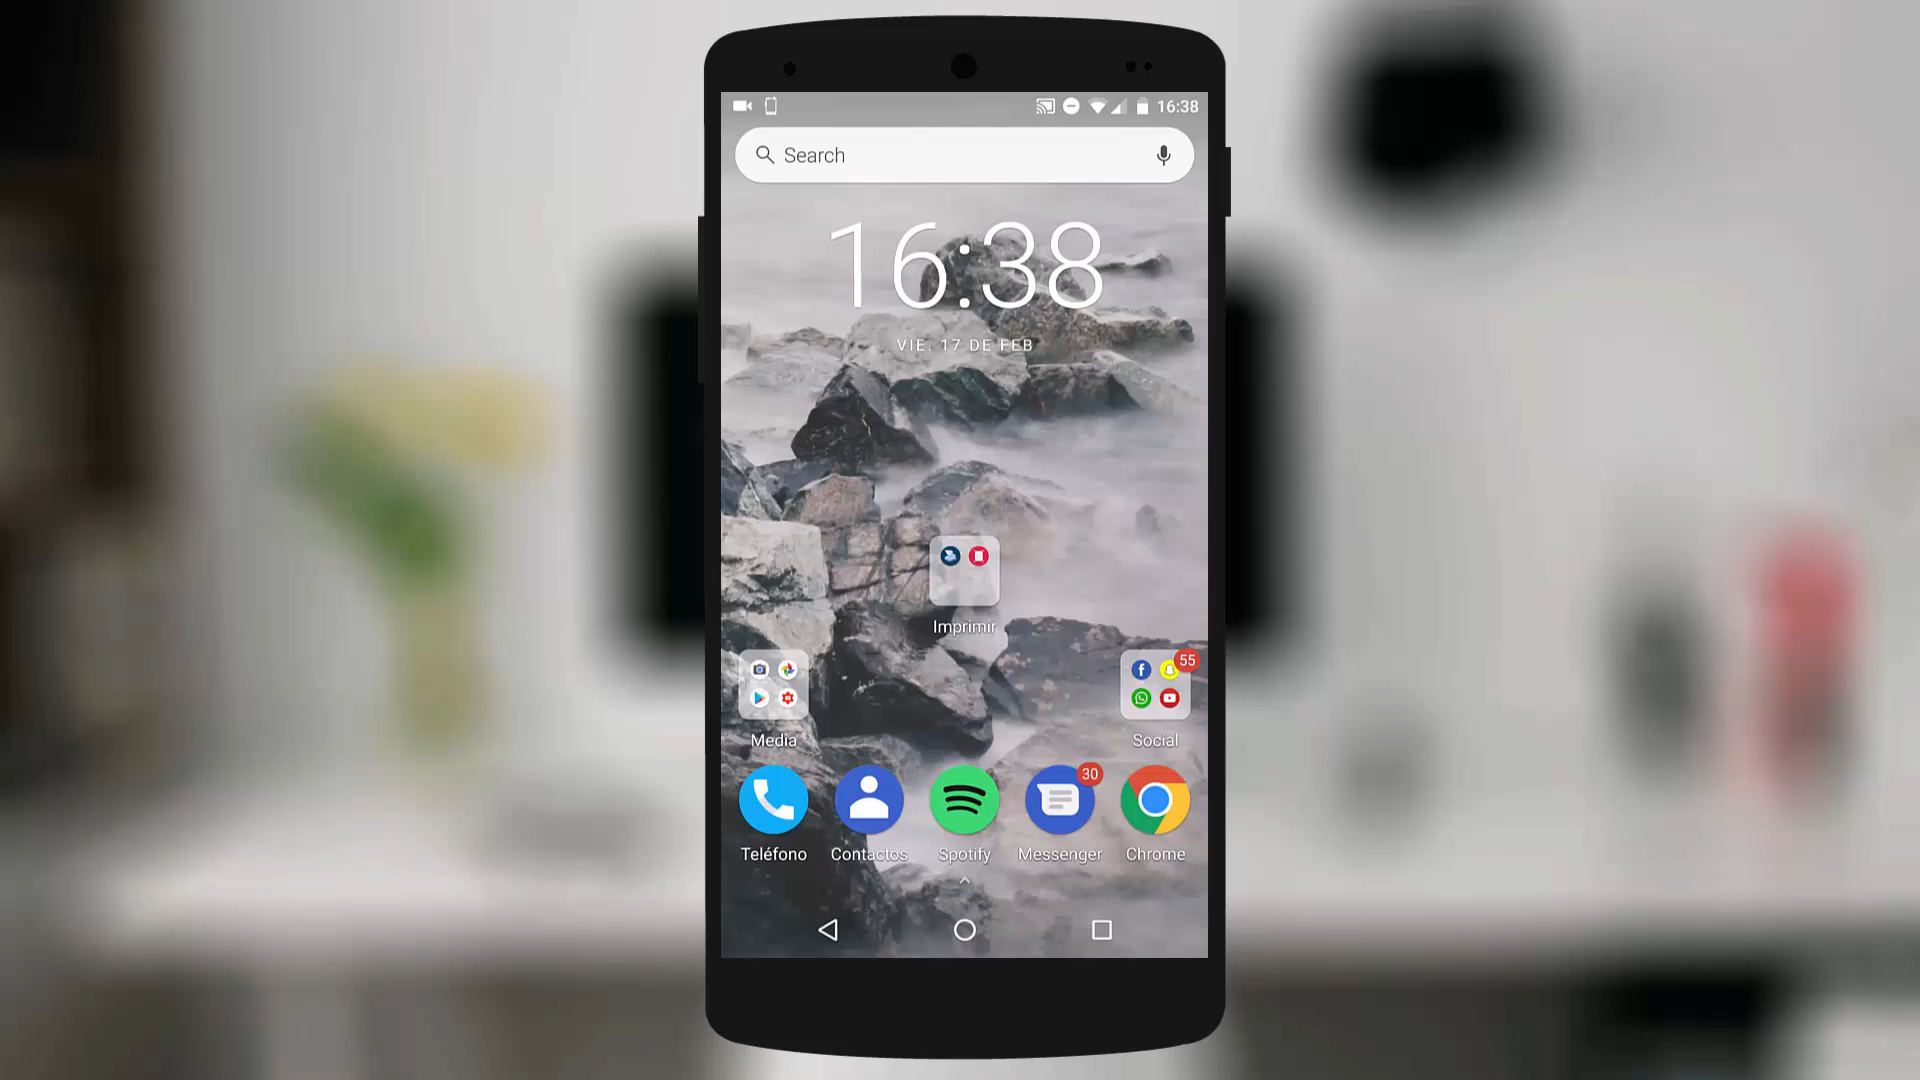 16:38
Search
16:38
VIE. 17 DE FEB
Imprimir
55
Media
Social
30
Teléfono
Contactos
Spotify
Messenger
Chrome